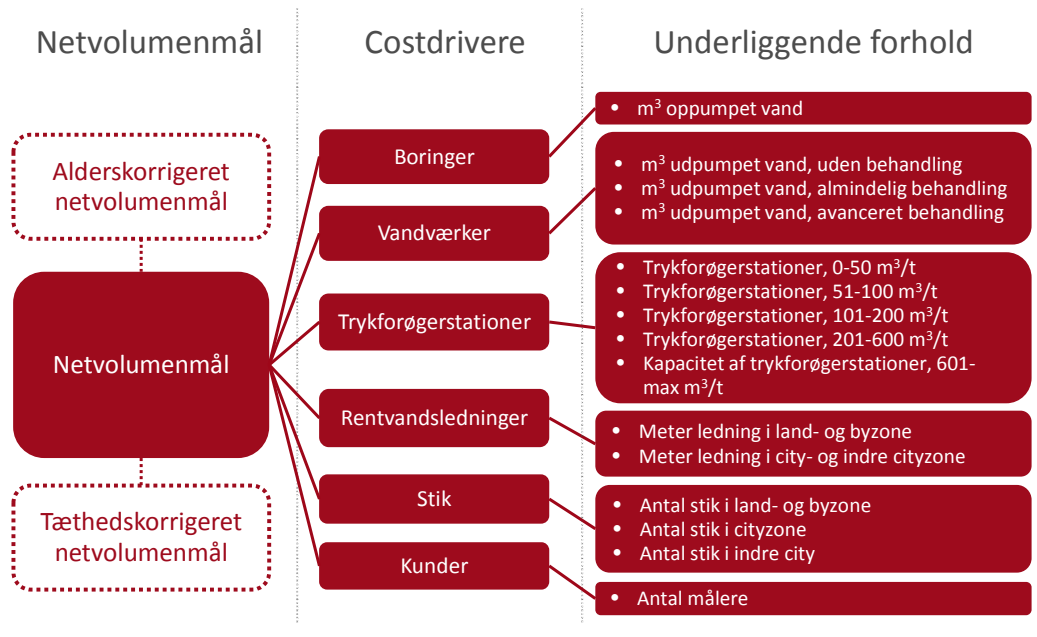 Netvolumenmål
Costdrivere
Underliggende forhold
Alderskorrigeret
netvolumenmål
Netvolumenmål
Tæthedskorrigeret
netvolumenmål
Boringer
Vandværker
Trykforøgerstationer
Rentvandsledninger
Stik
Kunder
• m³ oppumpet vand
• m³ udpumpet vand, uden behandling
• m³ udpumpet vand, almindelig behandling
• m³ udpumpet vand, avanceret behandling
• Trykforøgerstationer, 0-50 m³/t
• Trykforøgerstationer, 51-100 m³/t
• Trykforøgerstationer, 101-200 m³/t
• Trykforøgerstationer, 201-600 m³/t
• Kapacitet af trykforøgerstationer, 601-
max m³/t
• Meter ledning i land- og byzone
• Meter ledning i city- og indre cityzone
• Antal stik i land- og byzone
• Antal stik i cityzone
• Antal stik i indre city
• Antal målere